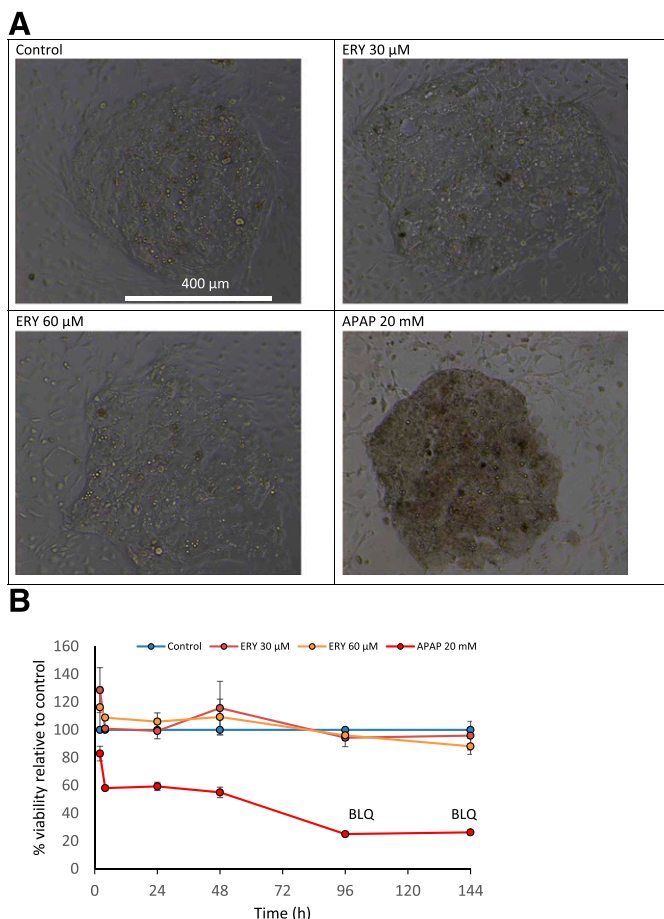 A
Control
ERY 30 µM
400 µm
ERY 60 µM
APAP 20 mM
B
Control ERY 30 µM ERY 60 µM APAP 20 mM
% viability relative to control
160
140
120
100
80
60
40
20
0
BLQ BLQ
0 24 48 72 96 120 144
Time (h)